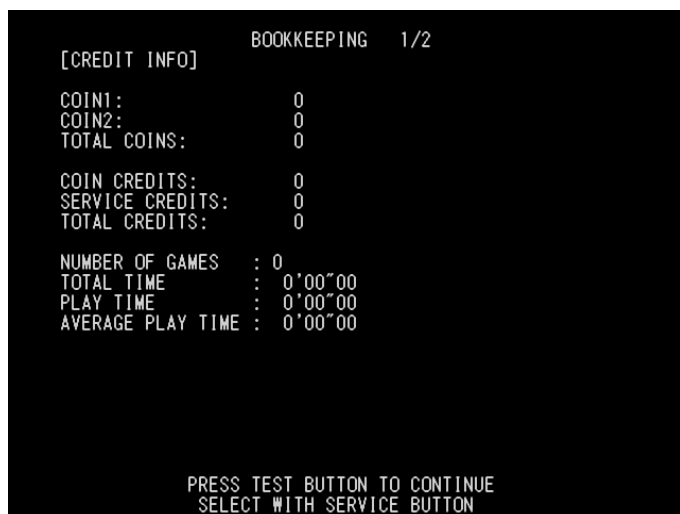 BOOKKEEPING 1/2
[CREDIT INFO]
COIN1: 0
COIN2: 0
TOTAL COINS: 0
COIN CREDITS: 0
SERVICE CREDITS: 0
TOTAL CREDITS: 0
NUMBER OF GAMES : 0
TOTAL TIME : 0'00"00
PLAY TIME : 0'00"00
AVERAGE PLAY TIME : 0'00"00
PRESS TEST BUTTON TO CONTINUE
SELECT WITH SERVICE BUTTON